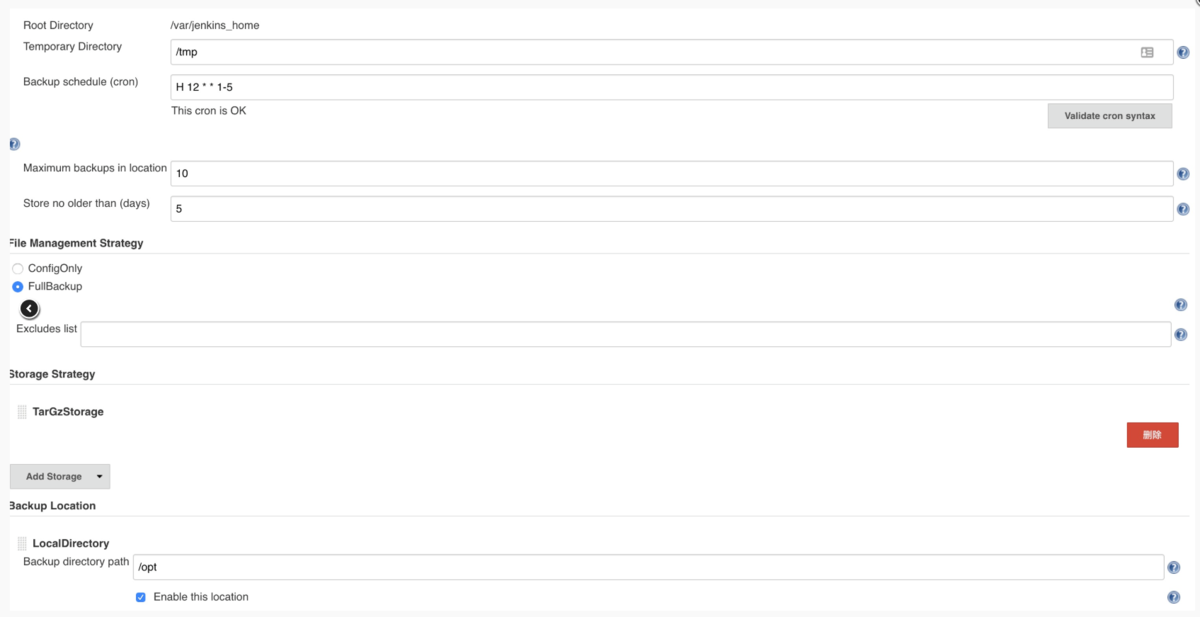 Root Directory /var/jenkins_home
Temporary Directory /tmp
Backup schedule (cron) H 12 * * 1-5
This cron is OK
Validate cron syntax
Maximum backups in location 10
Store no older than (days) 5
File Management Strategy
ConfigOnly
FullBackup
Excludes list
Storage Strategy
TarGzStorage
删除
Add Storage
Backup Location
LocalDirectory
Backup directory path /opt
Enable this location